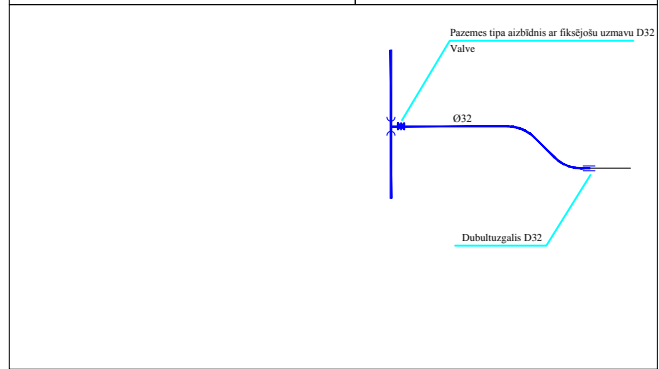 Pazemes tipa aizbīdnis ar fiksējošu uzmavu D32
Valve
Ø32
Dubultuzgalis D32